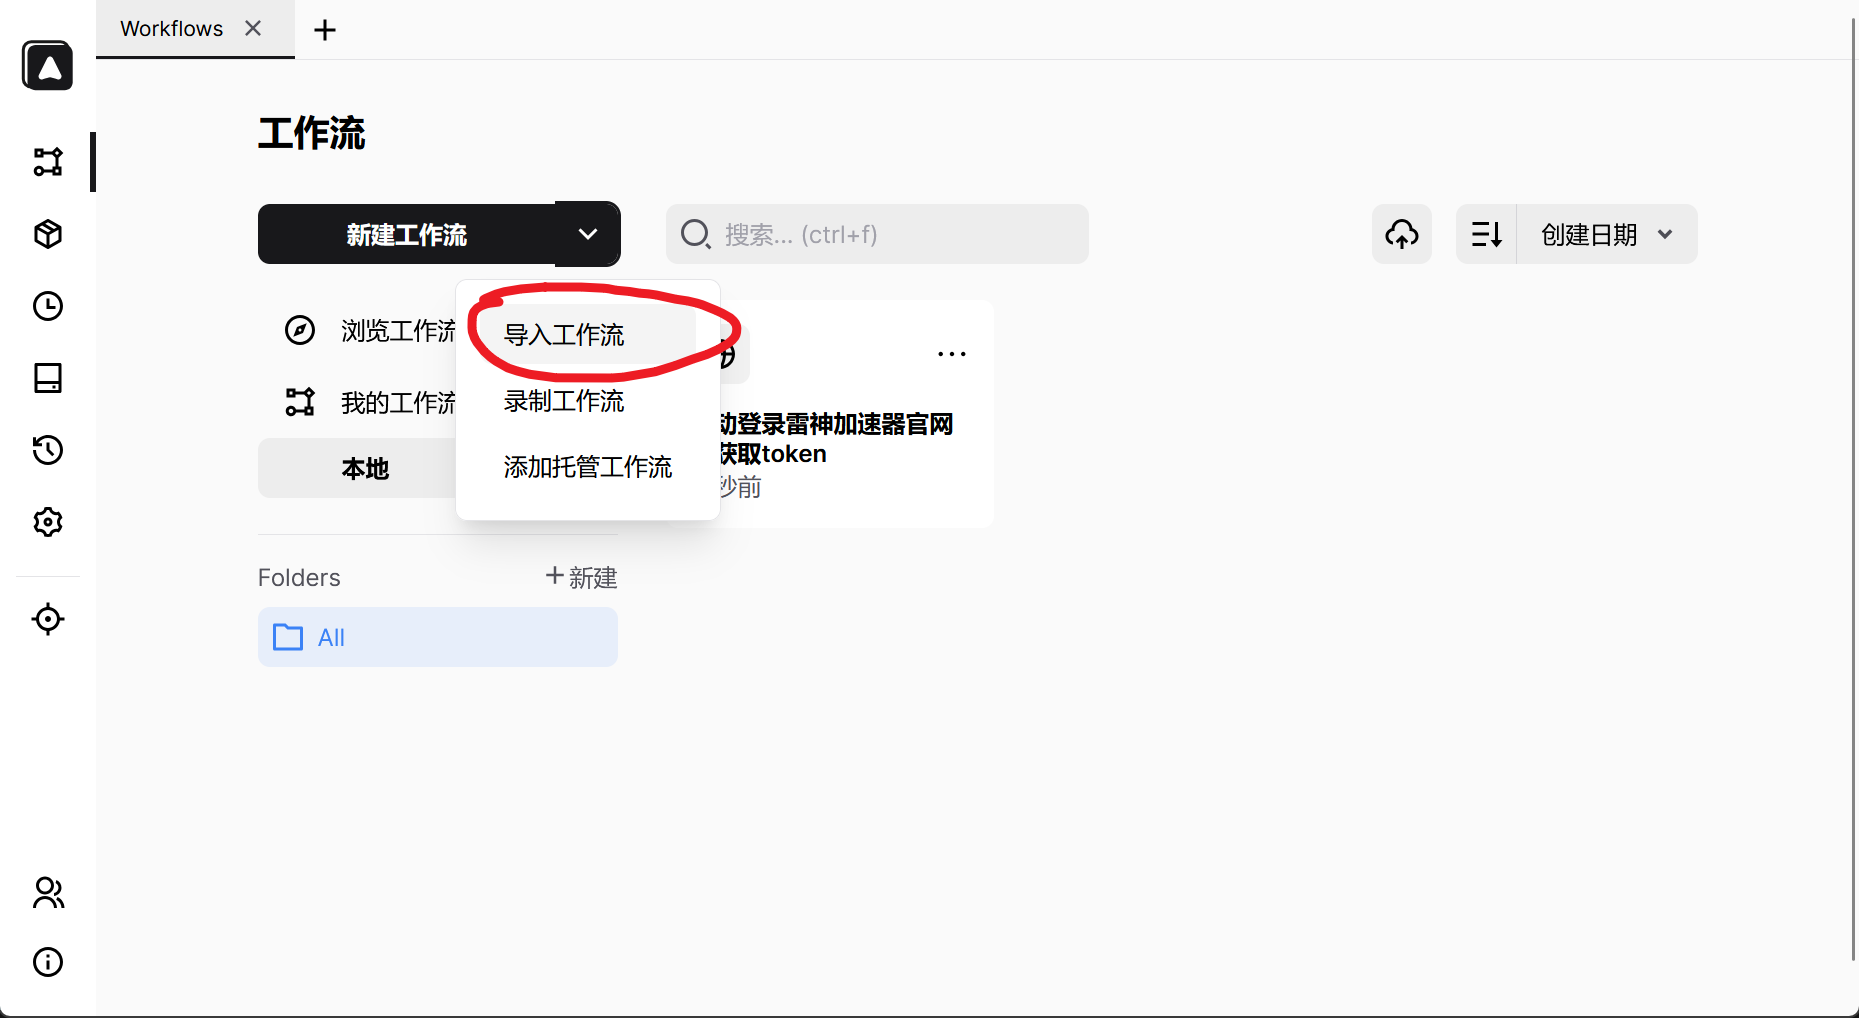 Workflows
工作流
新建工作流
搜索... (ctrl+f)
创建日期
浏览工作流
导入工作流
我的工作流
录制工作流
动登录雷神加速器官网
获取token
本地
添加托管工作流
秒前
Folders
+新建
All